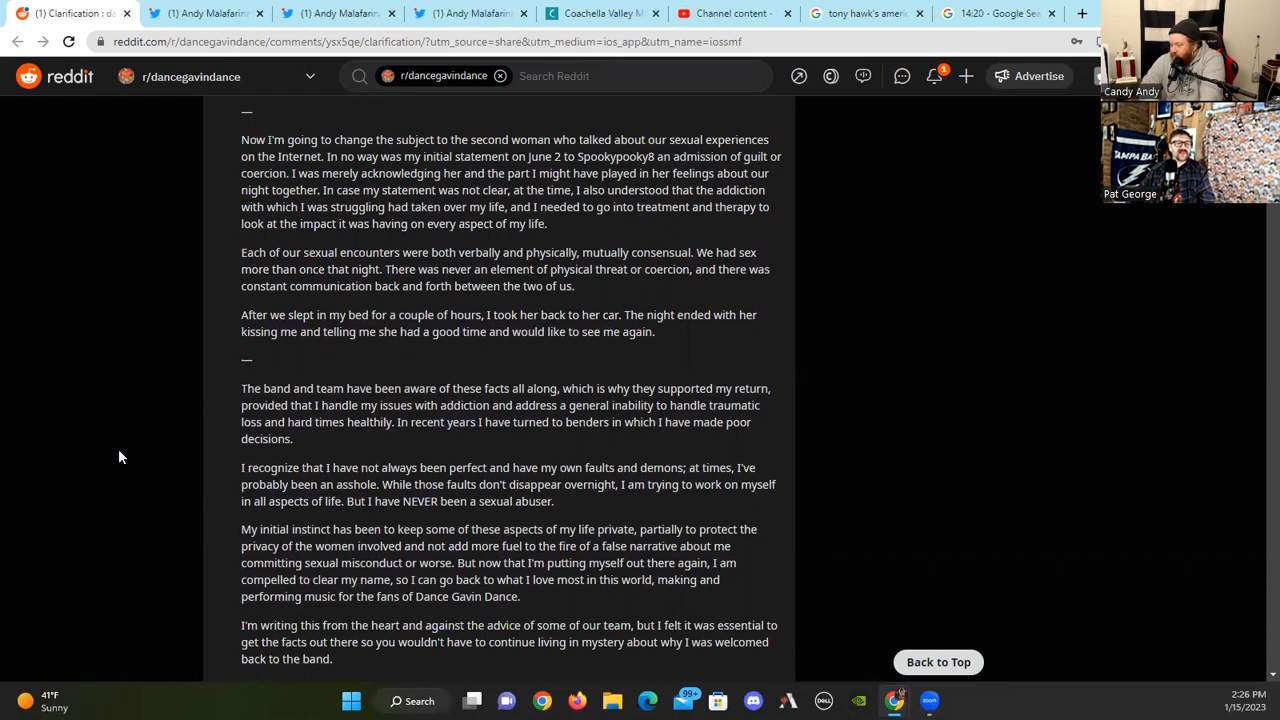 (1) Clarification : da
(1) Andy Malafarina
(1) Andy Malafarina
(1) Andy Malafarina
Coachella Valley M
Channel content -
tony hawk's ameri
14:20 - Google Sea
reddit.com/r/dancegavindance/comments/ysx5qe/clarification/?utm_source=share&utm_medium=ios_app&utm_name=iossmf
reddit
r/dancegavindance
r/dancegavindance
Search Reddit
1
Advertise
Candy Andy
TAMPA BA
Pat George
—
Now I'm going to change the subject to the second woman who talked about our sexual experiences
on the Internet. In no way was my initial statement on June 2 to Spookypooky8 an admission of guilt or
coercion. I was merely acknowledging her and the part I might have played in her feelings about our
night together. In case my statement was not clear, at the time, I also understood that the addiction
with which I was struggling had taken over my life, and I needed to go into treatment and therapy to
look at the impact it was having on every aspect of my life.
Each of our sexual encounters were both verbally and physically, mutually consensual. We had sex
more than once that night. There was never an element of physical threat or coercion, and there was
constant communication back and forth between the two of us.
After we slept in my bed for a couple of hours, I took her back to her car. The night ended with her
kissing me and telling me she had a good time and would like to see me again.
—
The band and team have been aware of these facts all along, which is why they supported my return,
provided that I handle my issues with addiction and address a general inability to handle traumatic
loss and hard times healthily. In recent years I have turned to benders in which I have made poor
decisions.
I recognize that I have not always been perfect and have my own faults and demons; at times, I've
probably been an asshole. While those faults don't disappear overnight, I am trying to work on myself
in all aspects of life. But I have NEVER been a sexual abuser.
My initial instinct has been to keep some of these aspects of my life private, partially to protect the
privacy of the women involved and not add more fuel to the fire of a false narrative about me
committing sexual misconduct or worse. But now that I'm putting myself out there again, I am
compelled to clear my name, so I can go back to what I love most in this world, making and
performing music for the fans of Dance Gavin Dance.
I'm writing this from the heart and against the advice of some of our team, but I felt it was essential to
get the facts out there so you wouldn't have to continue living in mystery about why I was welcomed
back to the band.
Back to Top
41°F
Sunny
Search
99+
DELL
zoom
2:26 PM
1/15/2023